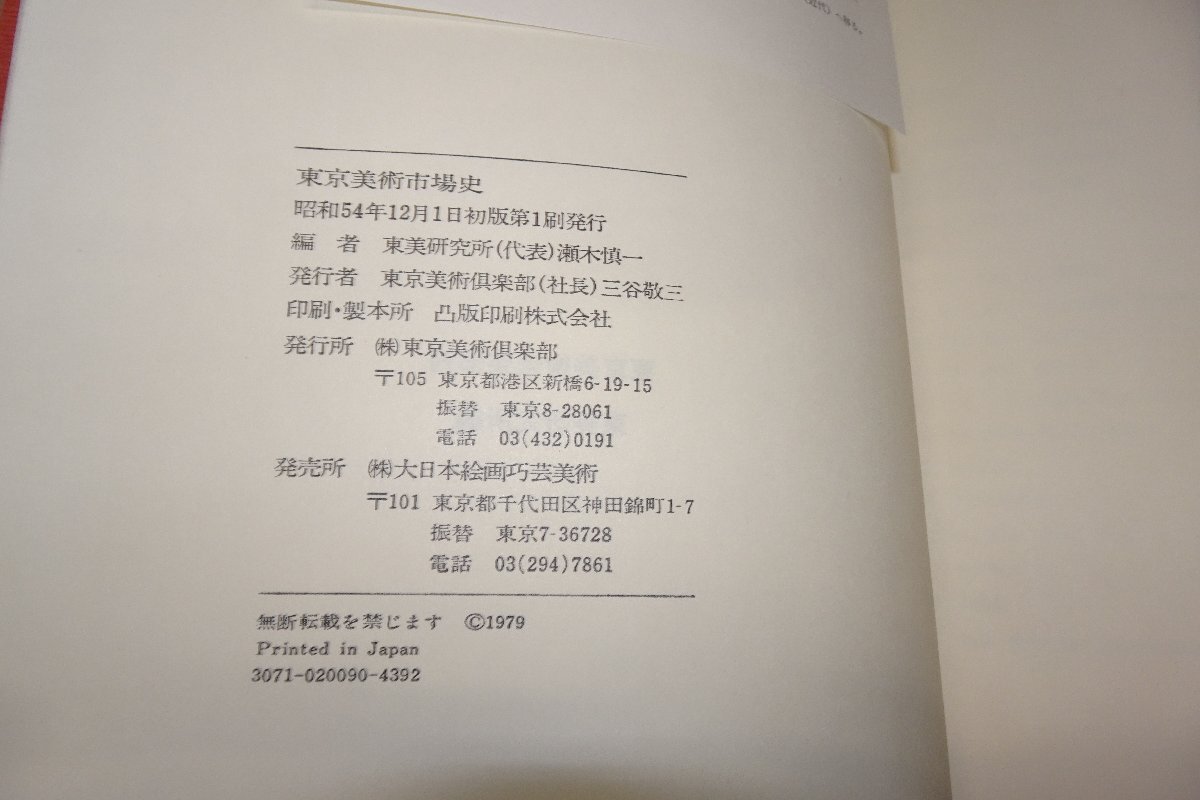 東京美術市場史
昭和54年12月1日初版第1刷発行
編 者 東美研究所(代表)瀬木慎一
発行者 東京美術倶楽部(社長)三谷敬三
印刷・製本所 凸版印刷株式会社
発行所 ㈱東京美術倶楽部
〒105 東京都港区新橋6-19-15
振替 東京8-28061
電話 03(432)0191
発売所 ㈱大日本絵画巧芸美術
〒101 東京都千代田区神田錦町1-7
振替 東京7-36728
電話 03(294)7861
無断転載を禁じます ©1979
Printed in Japan
3071-020090-4392